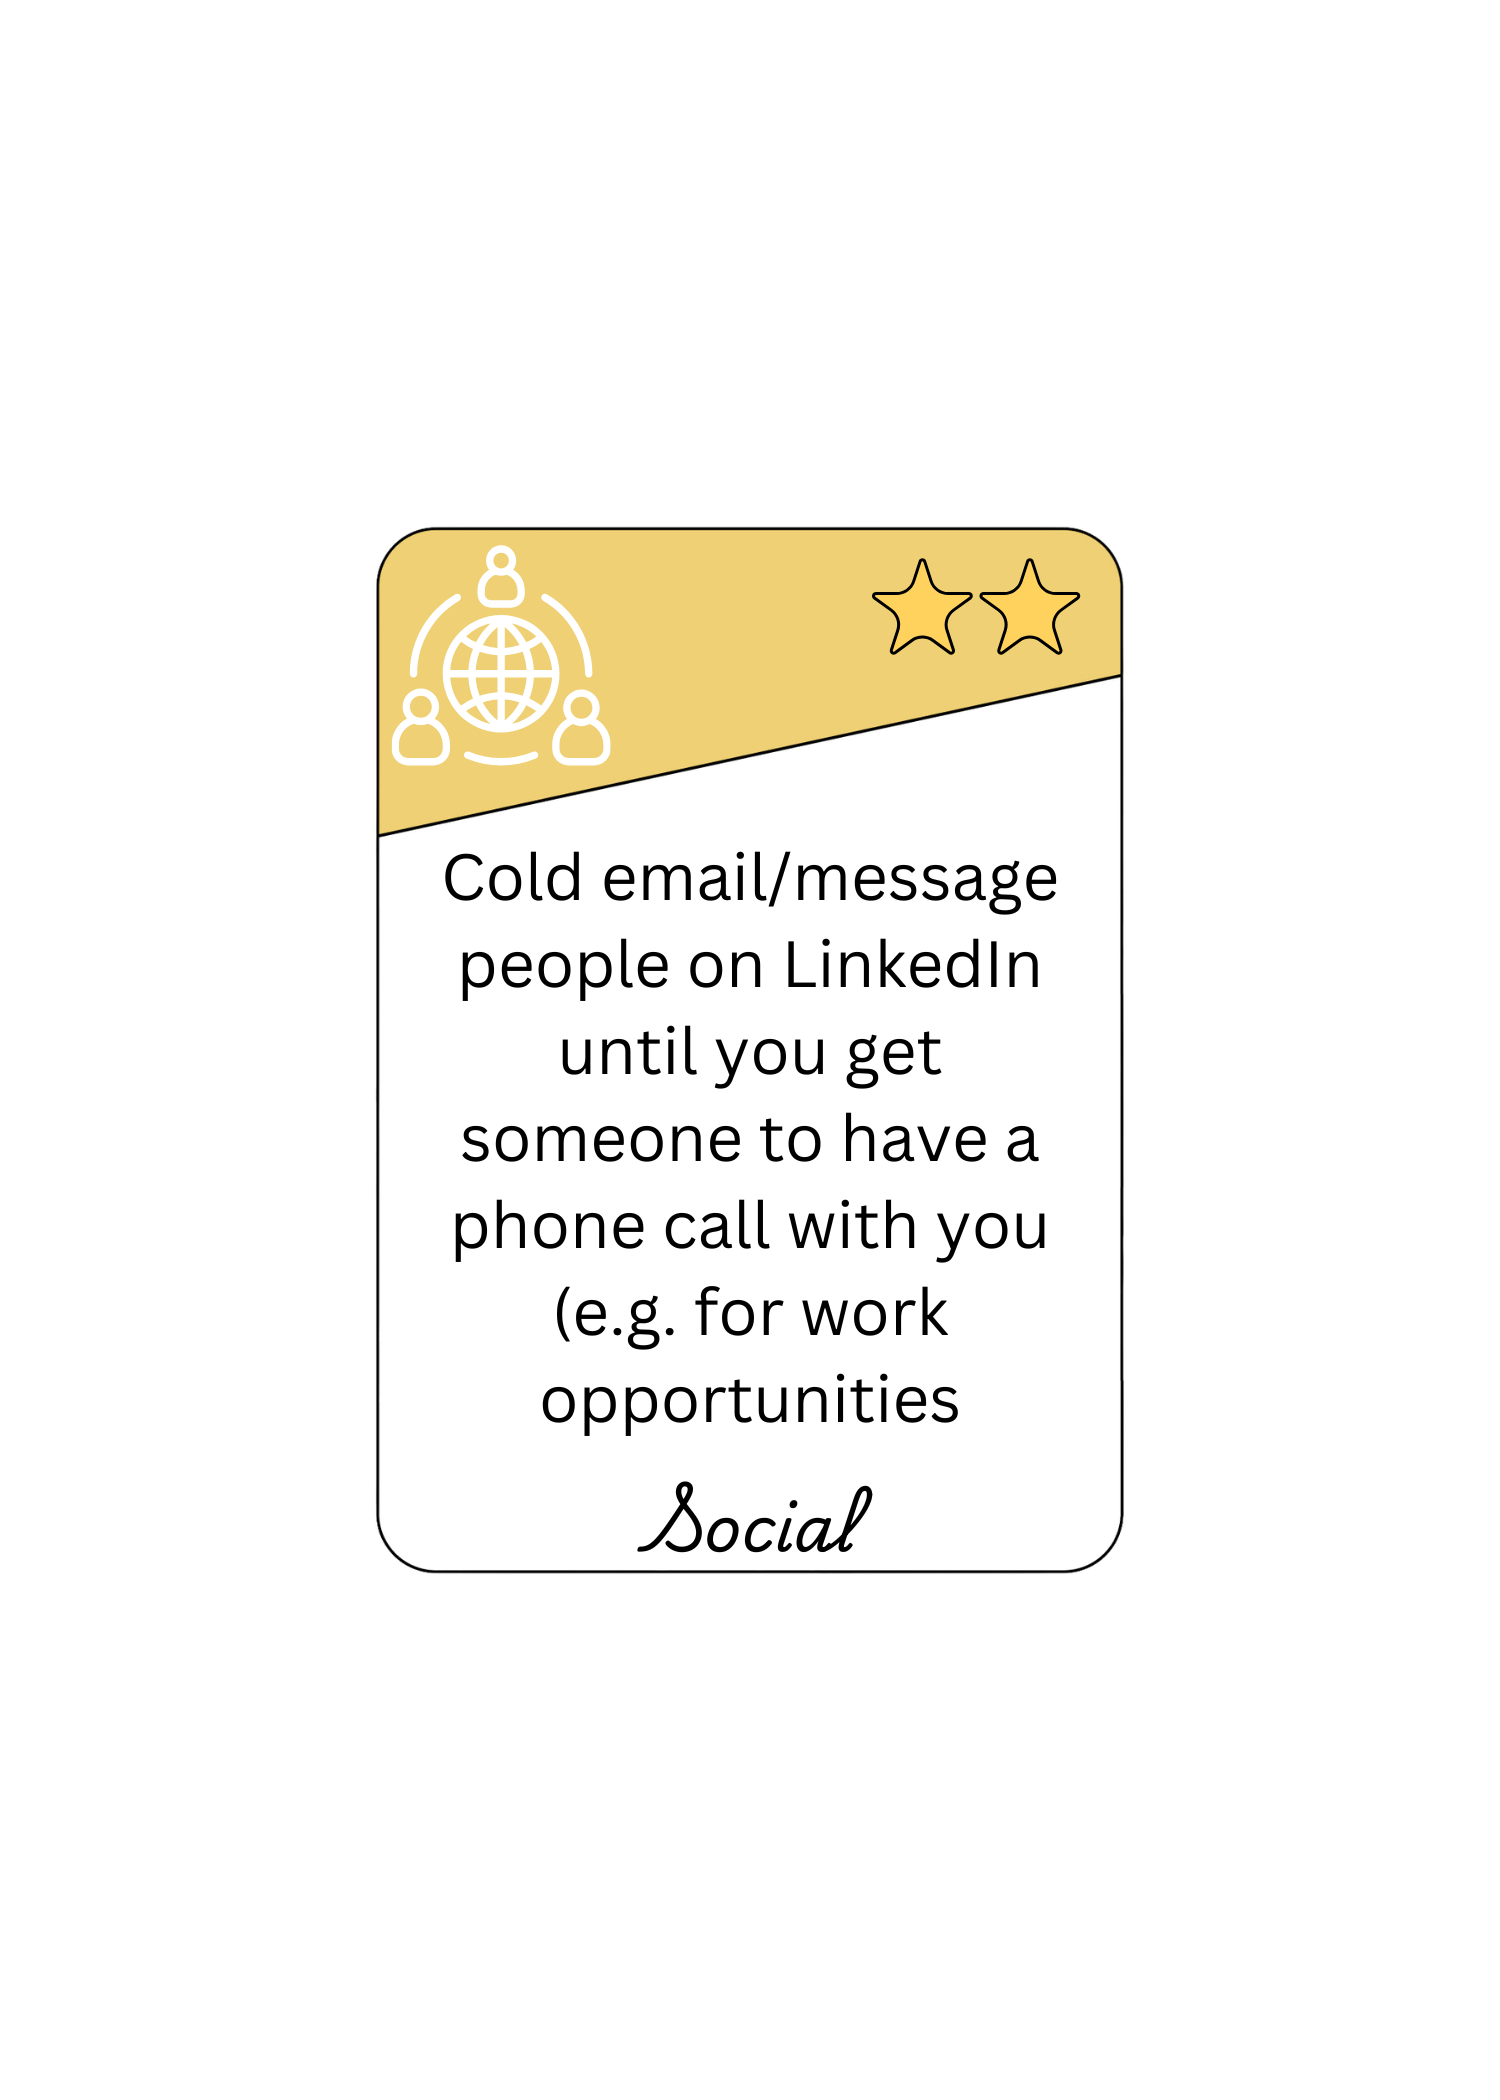 Cold email/message
people on LinkedIn
until you get
someone to have a
phone call with you
(e.g. for work
opportunities
Social